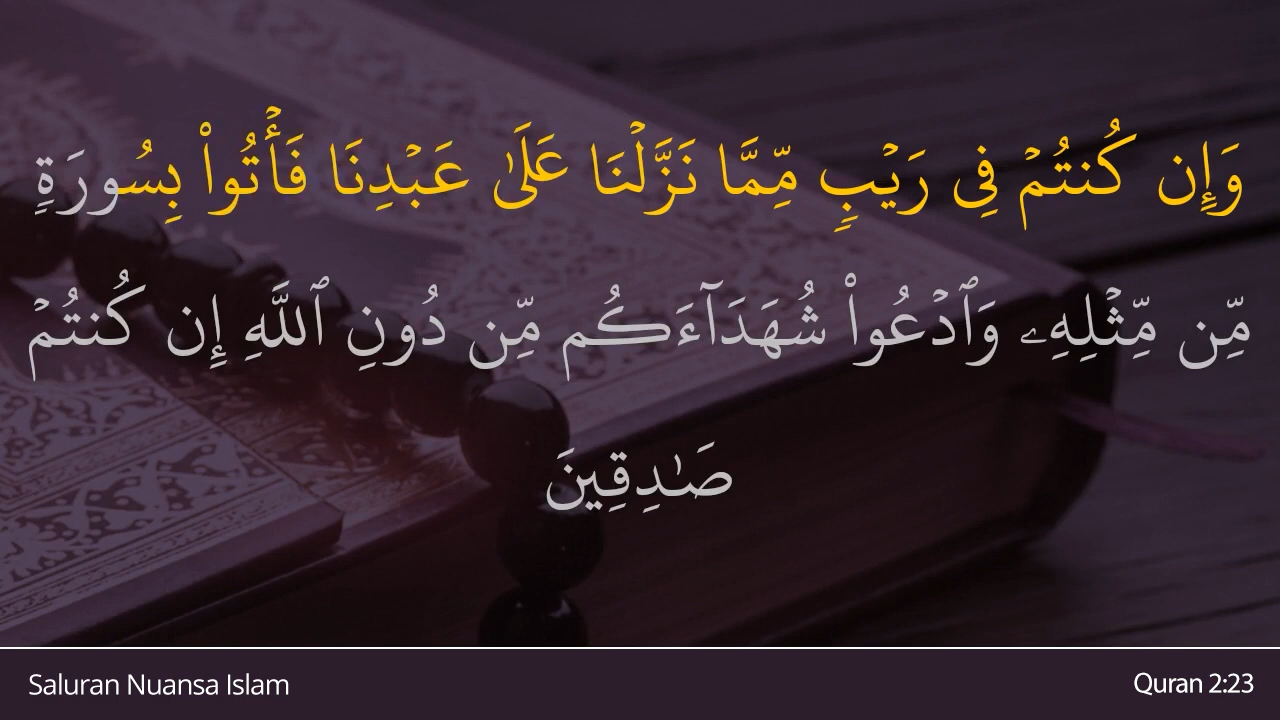 وَإِن كُنتُمۡ فِى رَيۡبٍ مِّمَّا نَزَّلۡنَا عَلَىٰ عَبۡدِنَا فَأۡتُوا۟ بِسُورَةٍ
مِّن مِّثۡلِهِۦ وَٱدۡعُوا۟ شُهَدَآءَكُم مِّن دُونِ ٱللَّهِ إِن كُنتُمۡ
صَـٰدِقِينَ
Saluran Nuansa Islam
Quran 2:23